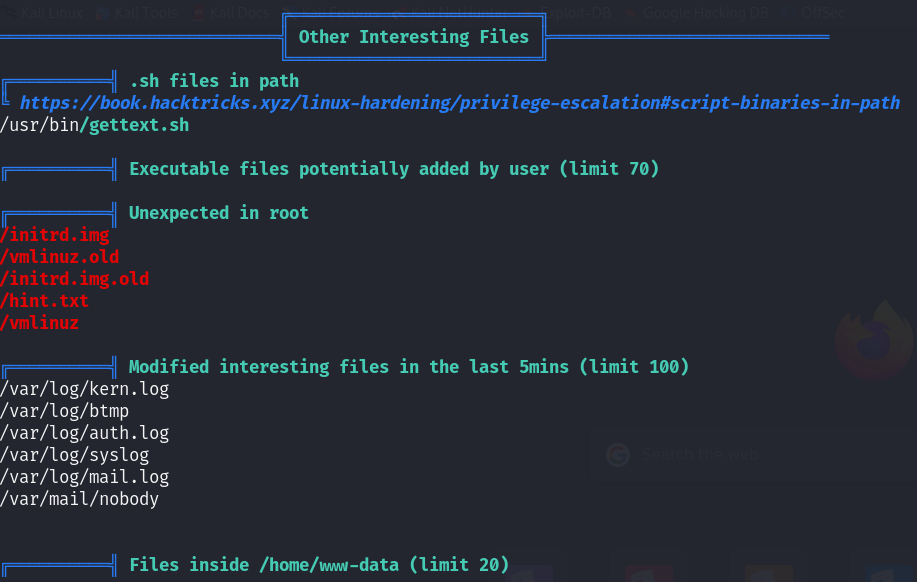 Kali Linux Kali Tools Kali Docs Kali Forums Kali NetHunter Exploit-DB Google Hacking DB OffSec
Other Interesting Files
.sh files in path
https://book.hacktricks.xyz/linux-hardening/privilege-escalation#script-binaries-in-path
/usr/bin/gettext.sh
Executable files potentially added by user (limit 70)
Unexpected in root
/initrd.img
/vmlinuz.old
/initrd.img.old
/hint.txt
/vmlinuz
Modified interesting files in the last 5mins (limit 100)
/var/log/kern.log
/var/log/btmp
/var/log/auth.log
/var/log/syslog
Search the web
/var/log/mail.log
/var/mail/nobody
Files inside /home/www-data (limit 20)